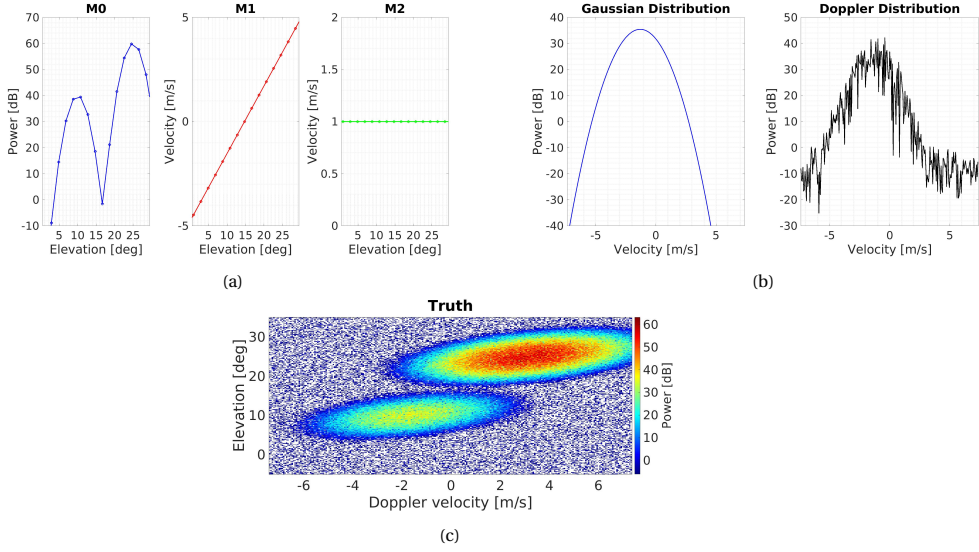 M0
M1
M2
Gaussian Distribution
Doppler Distribution
Power [dB]
70
60
50
40
30
20
10
0
-10
5 10 15 20 25
Elevation [deg]
Velocity [m/s]
5
0
-5
5 10 15 20 25
Elevation [deg]
Velocity [m/s]
2
1.5
1
0.5
0
5 10 15 20 25
Elevation [deg]
Power [dB]
40
30
20
10
0
-10
-20
-30
-40
-5 0 5
Velocity [m/s]
Power [dB]
50
40
30
20
10
0
-10
-20
-30
-5 0 5
Velocity [m/s]
(a)
(b)
Truth
Elevation [deg]
30
20
10
0
-6 -4 -2 0 2 4 6
Doppler velocity [m/s]
60
50
40
30
20
10
0
Power [dB]
(c)